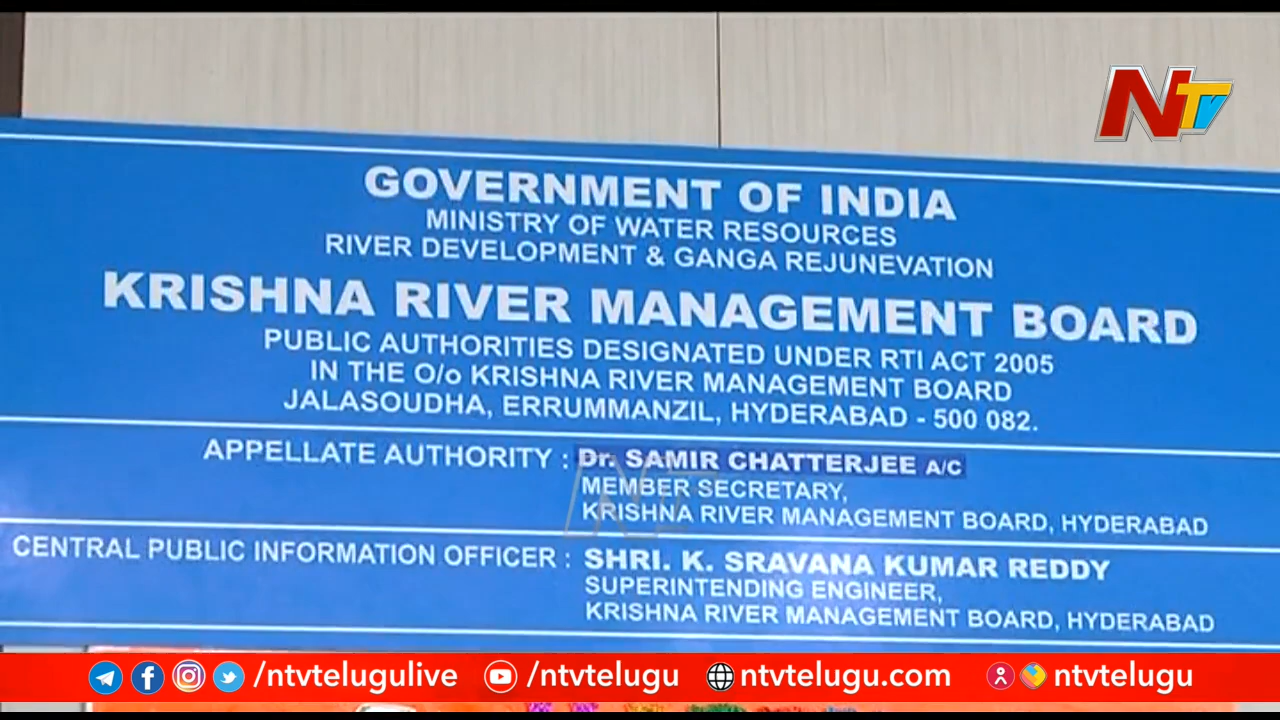 NTV
GOVERNMENT OF INDIA
MINISTRY OF WATER RESOURCES
RIVER DEVELOPMENT & GANGA REJUNEVATION
KRISHNA RIVER MANAGEMENT BOARD
PUBLIC AUTHORITIES DESIGNATED UNDER RTI ACT 2005
IN THE O/o KRISHNA RIVER MANAGEMENT BOARD
JALASOUDHA, ERRUMMANZIL, HYDERABAD - 500 082.
APPELLATE AUTHORITY : Dr. SAMIR CHATTERJEE A/C
MEMBER SECRETARY,
KRISHNA RIVER MANAGEMENT BOARD, HYDERABAD
CENTRAL PUBLIC INFORMATION OFFICER : SHRI. K. SRAVANA KUMAR REDDY
SUPERINTENDING ENGINEER,
KRISHNA RIVER MANAGEMENT BOARD, HYDERABAD
/ntvtelugulive /ntvtelugu ntvtelugu.com ntvtelugu